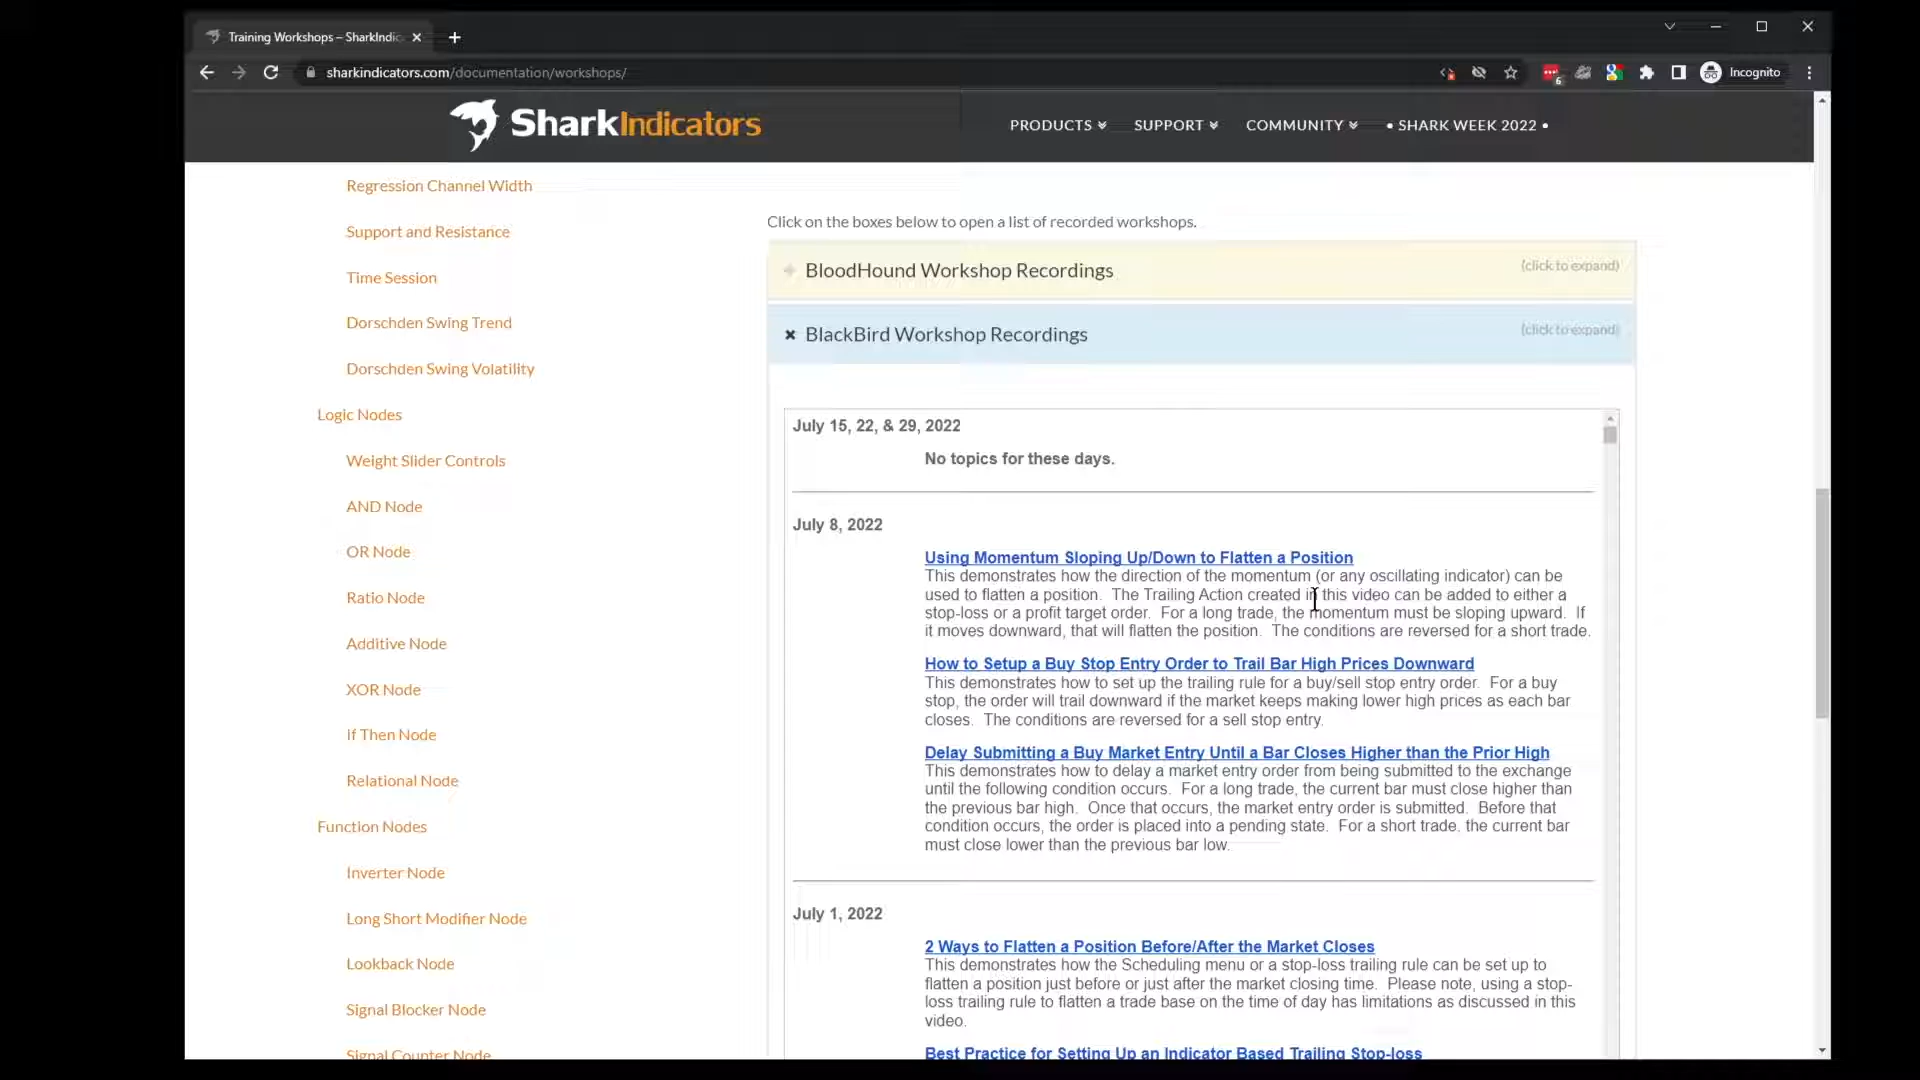 Training Workshops – SharkIndic
sharkindicators.com/documentation/workshops/
6
Incognito
SharkIndicators
PRODUCTS
SUPPORT
COMMUNITY
• SHARK WEEK 2022 •
Regression Channel Width
Support and Resistance
Time Session
Dorschden Swing Trend
Dorschden Swing Volatility
Logic Nodes
Weight Slider Controls
AND Node
OR Node
Ratio Node
Additive Node
XOR Node
If Then Node
Relational Node
Function Nodes
Inverter Node
Long Short Modifier Node
Lookback Node
Signal Blocker Node
Signal Counter Node
Click on the boxes below to open a list of recorded workshops.
BloodHound Workshop Recordings
(click to expand)
BlackBird Workshop Recordings
(click to expand)
July 15, 22, & 29, 2022
No topics for these days.
July 8, 2022
Using Momentum Sloping Up/Down to Flatten a Position
This demonstrates how the direction of the momentum (or any oscillating indicator) can be
used to flatten a position. The Trailing Action created in this video can be added to either a
stop-loss or a profit target order. For a long trade, the momentum must be sloping upward. If
it moves downward, that will flatten the position. The conditions are reversed for a short trade.
How to Setup a Buy Stop Entry Order to Trail Bar High Prices Downward
This demonstrates how to set up the trailing rule for a buy/sell stop entry order. For a buy
stop, the order will trail downward if the market keeps making lower high prices as each bar
closes. The conditions are reversed for a sell stop entry.
Delay Submitting a Buy Market Entry Until a Bar Closes Higher than the Prior High
This demonstrates how to delay a market entry order from being submitted to the exchange
until the following condition occurs. For a long trade, the current bar must close higher than
the previous bar high. Once that occurs, the market entry order is submitted. Before that
condition occurs, the order is placed into a pending state. For a short trade, the current bar
must close lower than the previous bar low.
July 1, 2022
2 Ways to Flatten a Position Before/After the Market Closes
This demonstrates how the Scheduling menu or a stop-loss trailing rule can be set up to
flatten a position just before or just after the market closing time. Please note, using a stop-
loss trailing rule to flatten a trade base on the time of day has limitations as discussed in this
video.
Best Practice for Setting Up an Indicator Based Trailing Stop-loss